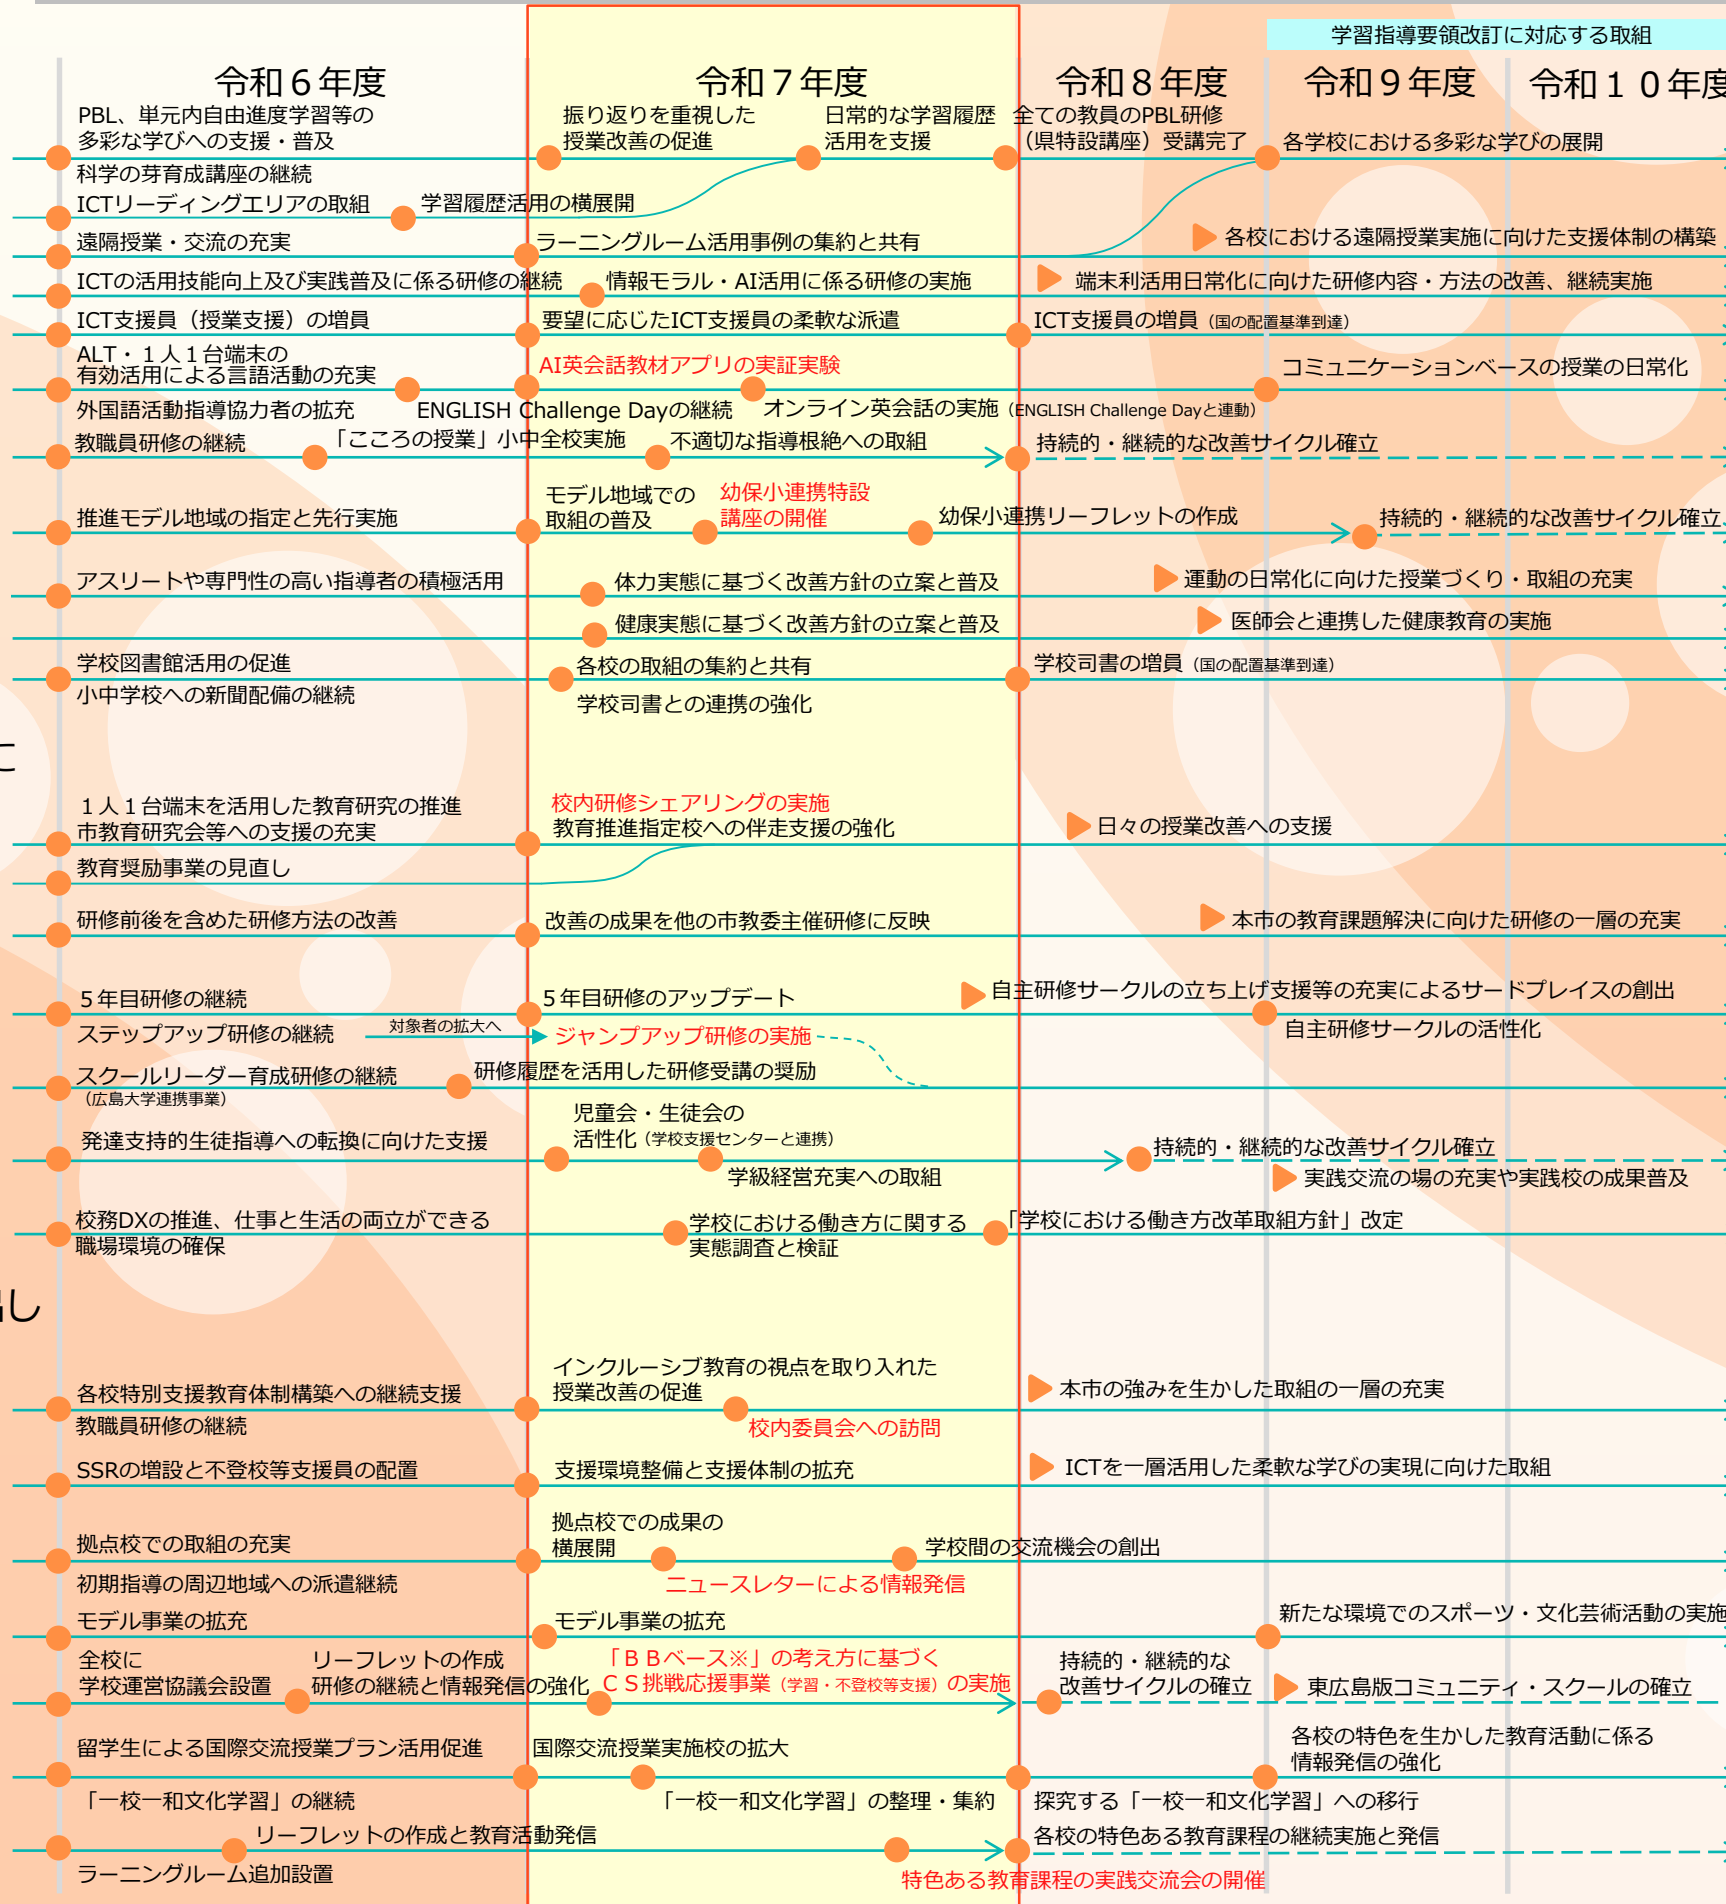 学習指導要領改訂に対応する取組
令和６年度
令和７年度
令和８年度
令和９年度
令和１０年度
PBL、単元内自由進度学習等の
多彩な学びへの支援・普及
振り返りを重視した
授業改善の促進
日常的な学習履歴
活用を支援
全ての教員のPBL研修
（県特設講座）受講完了
各学校における多彩な学びの展開
科学の芽育成講座の継続
ICTリーディングエリアの取組
学習履歴活用の横展開
遠隔授業・交流の充実
ラーニングルーム活用事例の集約と共有
各校における遠隔授業実施に向けた支援体制の構築
ICTの活用技能向上及び実践普及に係る研修の継続
情報モラル・AI活用に係る研修の実施
端末利活用日常化に向けた研修内容・方法の改善、継続実施
ICT支援員（授業支援）の増員
要望に応じたICT支援員の柔軟な派遣
ICT支援員の増員（国の配置基準到達）
ALT・１人１台端末の
有効活用による言語活動の充実
AI英会話教材アプリの実証実験
コミュニケーションベースの授業の日常化
外国語活動指導協力者の拡充
ENGLISH Challenge Dayの継続
オンライン英会話の実施（ENGLISH Challenge Dayと連動）
教職員研修の継続
「こころの授業」小中全校実施
不適切な指導根絶への取組
持続的・継続的な改善サイクル確立
推進モデル地域の指定と先行実施
モデル地域での
取組の普及
幼保小連携特設
講座の開催
幼保小連携リーフレットの作成
持続的・継続的な改善サイクル確立
アスリートや専門性の高い指導者の積極活用
体力実態に基づく改善方針の立案と普及
運動の日常化に向けた授業づくり・取組の充実
健康実態に基づく改善方針の立案と普及
医師会と連携した健康教育の実施
学校図書館活用の促進
各校の取組の集約と共有
学校司書の増員（国の配置基準到達）
小中学校への新聞配備の継続
学校司書との連携の強化
に
１人１台端末を活用した教育研究の推進
市教育研究会等への支援の充実
校内研修シェアリングの実施
教育推進指定校への伴走支援の強化
日々の授業改善への支援
教育奨励事業の見直し
研修前後を含めた研修方法の改善
改善の成果を他の市教委主催研修に反映
本市の教育課題解決に向けた研修の一層の充実
５年目研修の継続
５年目研修のアップデート
自主研修サークルの立ち上げ支援等の充実によるサードプレイスの創出
ステップアップ研修の継続
対象者の拡大へ
ジャンプアップ研修の実施
自主研修サークルの活性化
スクールリーダー育成研修の継続
（広島大学連携事業）
研修履歴を活用した研修受講の奨励
発達支持的生徒指導への転換に向けた支援
児童会・生徒会の
活性化（学校支援センターと連携）
持続的・継続的な改善サイクル確立
学級経営充実への取組
実践交流の場の充実や実践校の成果普及
校務DXの推進、仕事と生活の両立ができる
職場環境の確保
学校における働き方に関する
実態調査と検証
「学校における働き方改革取組方針」改定
出し
各校特別支援教育体制構築への継続支援
インクルーシブ教育の視点を取り入れた
授業改善の促進
本市の強みを生かした取組の一層の充実
教職員研修の継続
校内委員会への訪問
SSRの増設と不登校等支援員の配置
支援環境整備と支援体制の拡充
ICTを一層活用した柔軟な学びの実現に向けた取組
拠点校での取組の充実
拠点校での成果の
横展開
学校間の交流機会の創出
初期指導の周辺地域への派遣継続
ニュースレターによる情報発信
モデル事業の拡充
モデル事業の拡充
新たな環境でのスポーツ・文化芸術活動の実施
全校に
学校運営協議会設置
リーフレットの作成
研修の継続と情報発信の強化
「ＢＢベース※」の考え方に基づく
ＣＳ挑戦応援事業（学習・不登校等支援）の実施
持続的・継続的な
改善サイクルの確立
東広島版コミュニティ・スクールの確立
留学生による国際交流授業プラン活用促進
国際交流授業実施校の拡大
各校の特色を生かした教育活動に係る
情報発信の強化
「一校一和文化学習」の継続
「一校一和文化学習」の整理・集約
探究する「一校一和文化学習」への移行
リーフレットの作成と教育活動発信
各校の特色ある教育課程の継続実施と発信
ラーニングルーム追加設置
特色ある教育課程の実践交流会の開催